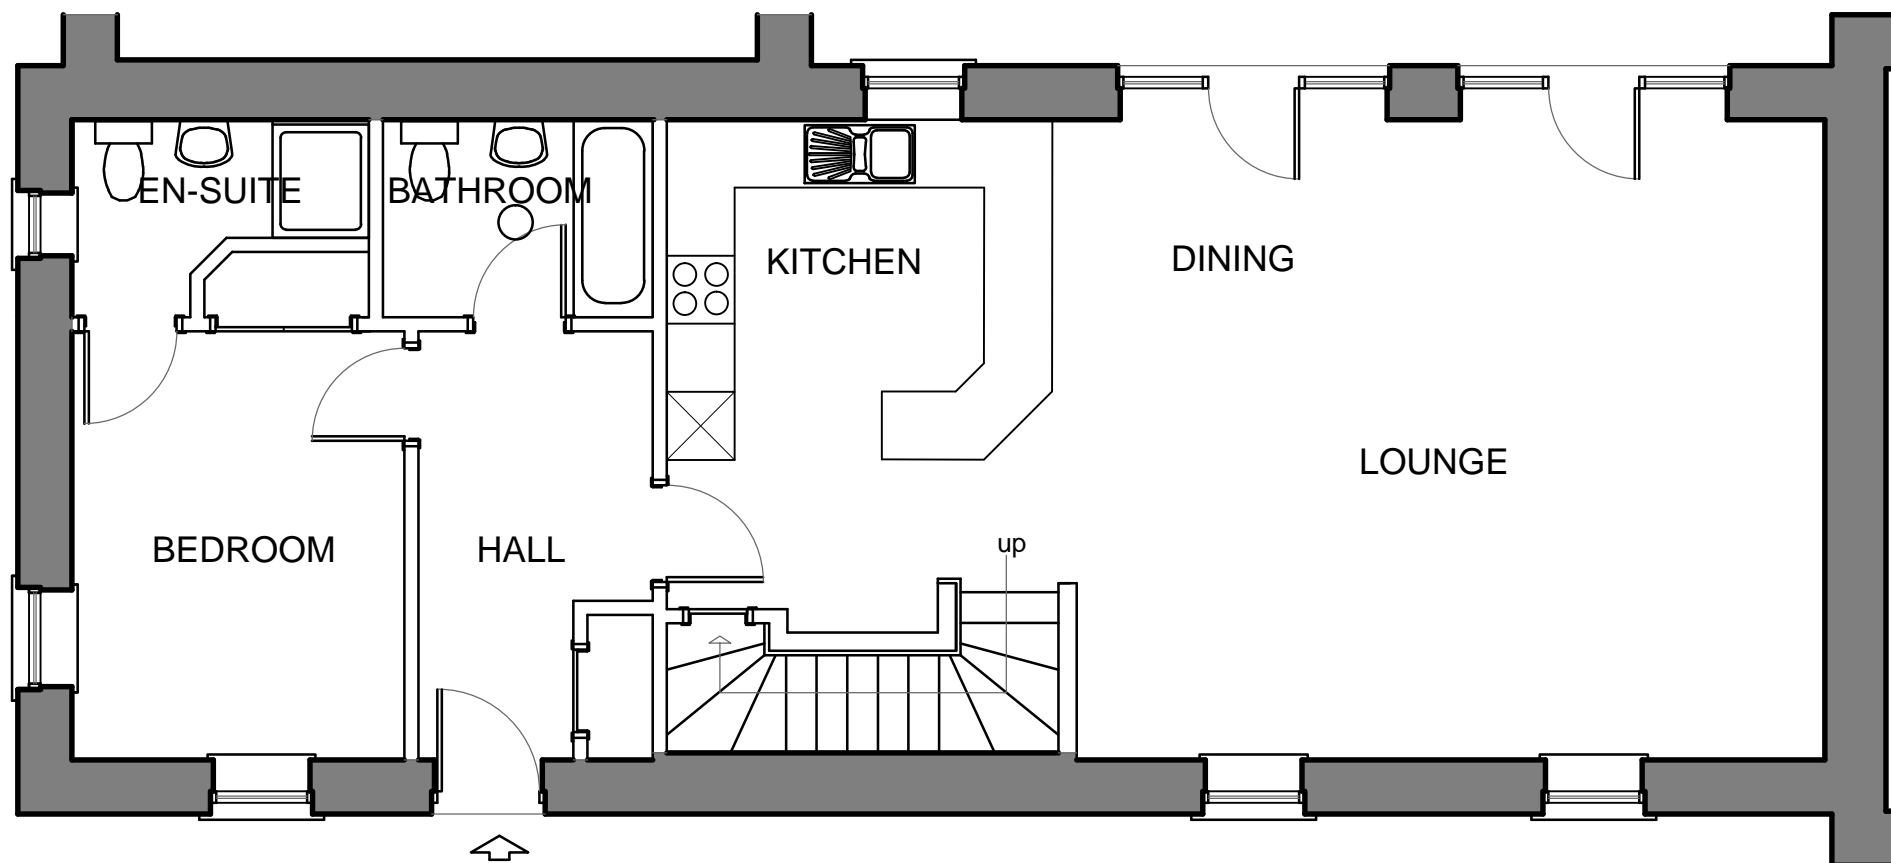 EN-SUITE
BATHROOM
KITCHEN
DINING
LOUNGE
BEDROOM
HALL
up